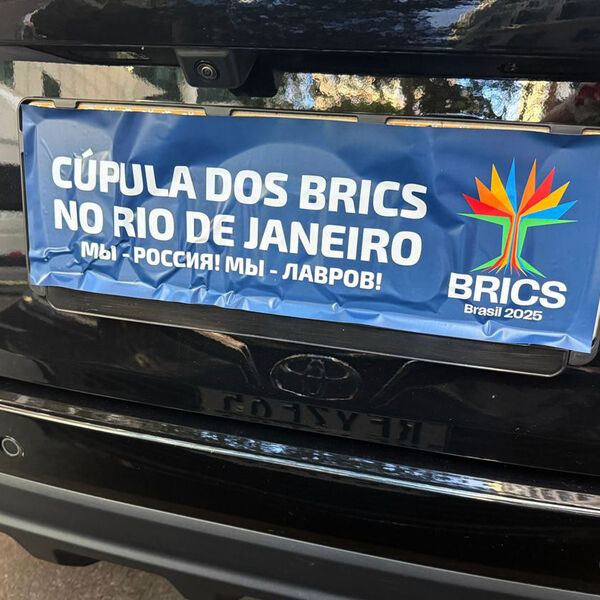 CÚPULA DOS BRICS
NO RIO DE JANEIRO
МЫ - РОССИЯ! МЫ - ЛАВРОВ!
BRICS
Brasil 2025